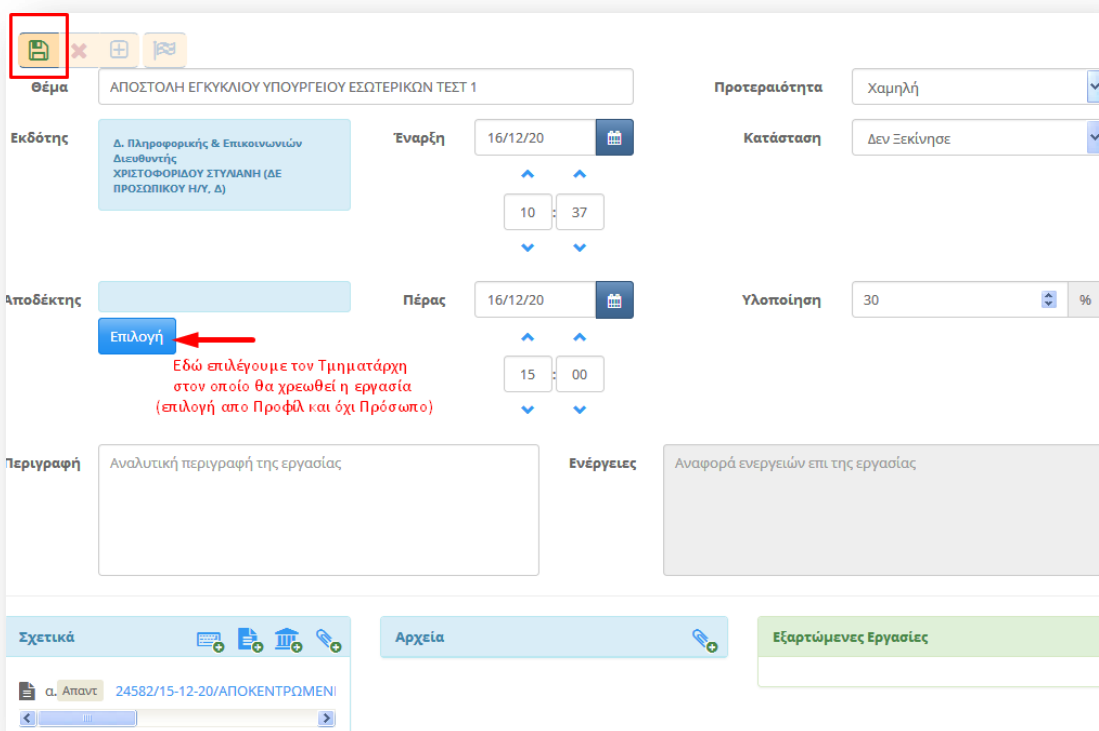 Θέμα
ΑΠΟΣΤΟΛΗ ΕΓΚΥΚΛΙΟΥ ΥΠΟΥΡΓΕΙΟΥ ΕΣΩΤΕΡΙΚΩΝ ΤΕΣΤ 1
Προτεραιότητα
Χαμηλή
Εκδότης
Δ. Πληροφορικής & Επικοινωνιών
Διευθυντής
ΧΡΙΣΤΟΦΟΡΙΔΟΥ ΣΤΥΛΙΑΝΗ (ΔΕ
ΠΡΟΣΩΠΙΚΟΥ Η/Υ, Δ)
Έναρξη
16/12/20
10 : 37
Κατάσταση
Δεν Ξεκίνησε
Αποδέκτης
Επιλογή
Εδώ επιλέγουμε τον Τμηματάρχη
στον οποίο θα χρεωθεί η εργασία
(επιλογή απο Προφίλ και όχι Πρόσωπο)
Πέρας
16/12/20
15 : 00
Υλοποίηση
30 %
Περιγραφή
Αναλυτική περιγραφή της εργασίας
Ενέργειες
Αναφορά ενεργειών επι της εργασίας
Σχετικά
α. Απαντ 24582/15-12-20/ΑΠΟΚΕΝΤΡΩΜΕΝΙ
Αρχεία
Εξαρτώμενες Εργασίες